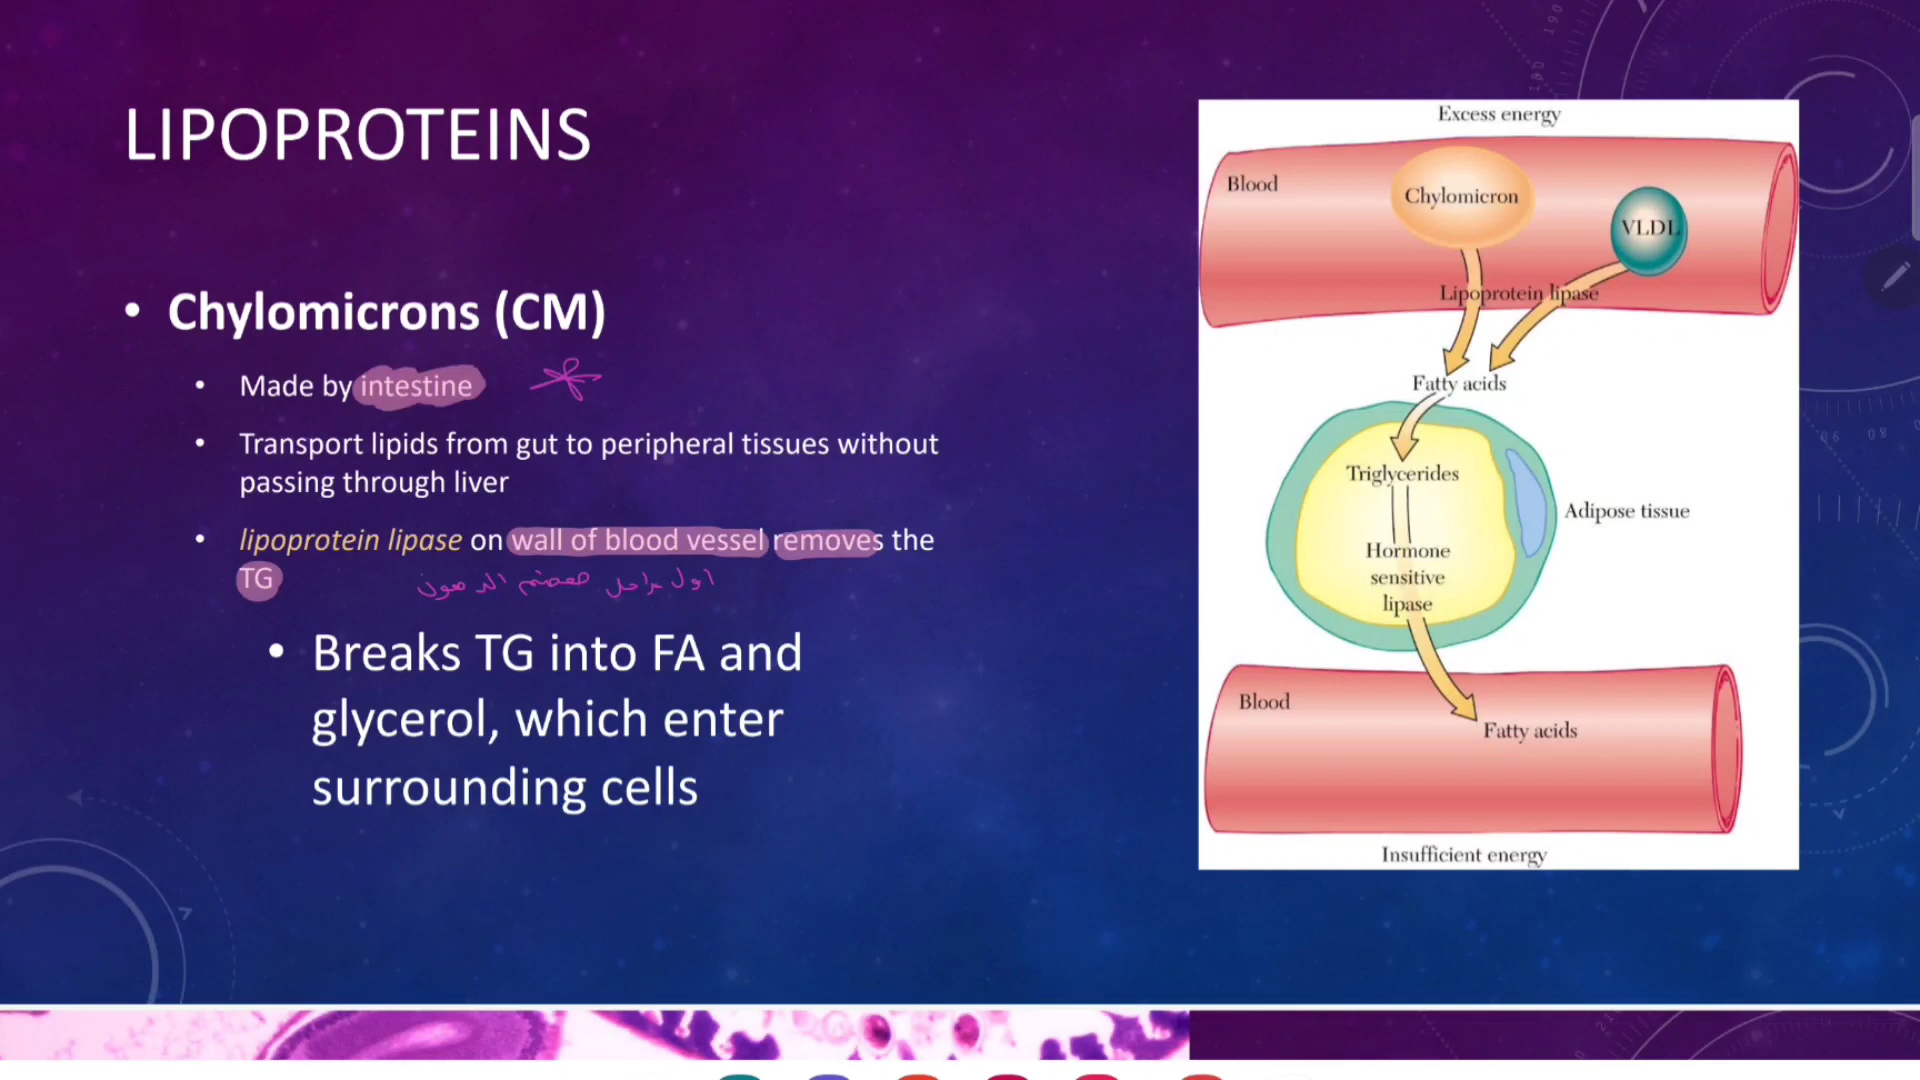 LIPOPROTEINS
• Chylomicrons (CM)
• Made by intestine
• Transport lipids from gut to peripheral tissues without
passing through liver
• lipoprotein lipase on wall of blood vessel removes the
TG
اول مراحل هضم الدهون
• Breaks TG into FA and
glycerol, which enter
surrounding cells
Excess energy
Blood
Chylomicron
VLDL
Lipoprotein lipase
Fatty acids
Triglycerides
Adipose tissue
Hormone
sensitive
lipase
Blood
Fatty acids
Insufficient energy